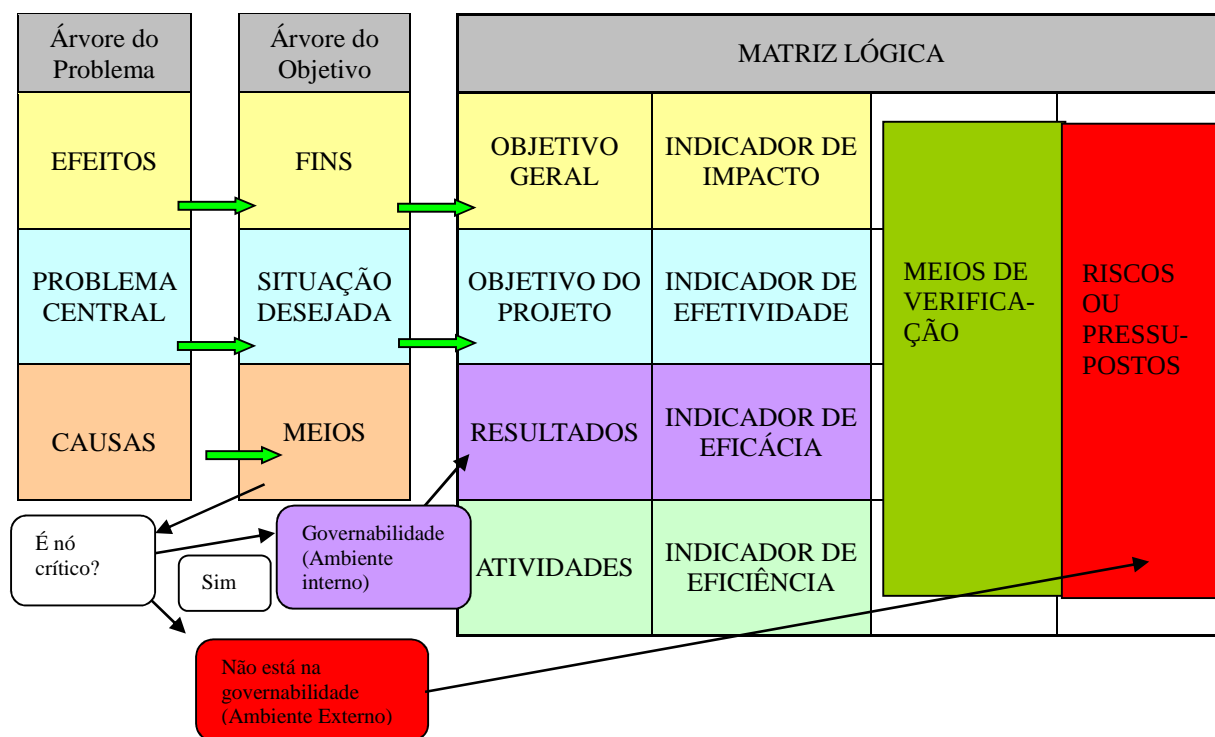 Árvore do
Problema
Árvore do
Objetivo
MATRIZ LÓGICA
EFEITOS
FINS
OBJETIVO
GERAL
INDICADOR DE
IMPACTO
PROBLEMA
CENTRAL
SITUAÇÃO
DESEJADA
OBJETIVO DO
PROJETO
INDICADOR DE
EFETIVIDADE
MEIOS DE
VERIFICA-
ÇÃO
RISCOS
OU
PRESSU-
POSTOS
CAUSAS
MEIOS
RESULTADOS
INDICADOR DE
EFICÁCIA
É nó
crítico?
Sim
Governabilidade
(Ambiente
interno)
ATIVIDADES
INDICADOR DE
EFICIÊNCIA
Não está na
governabilidade
(Ambiente Externo)